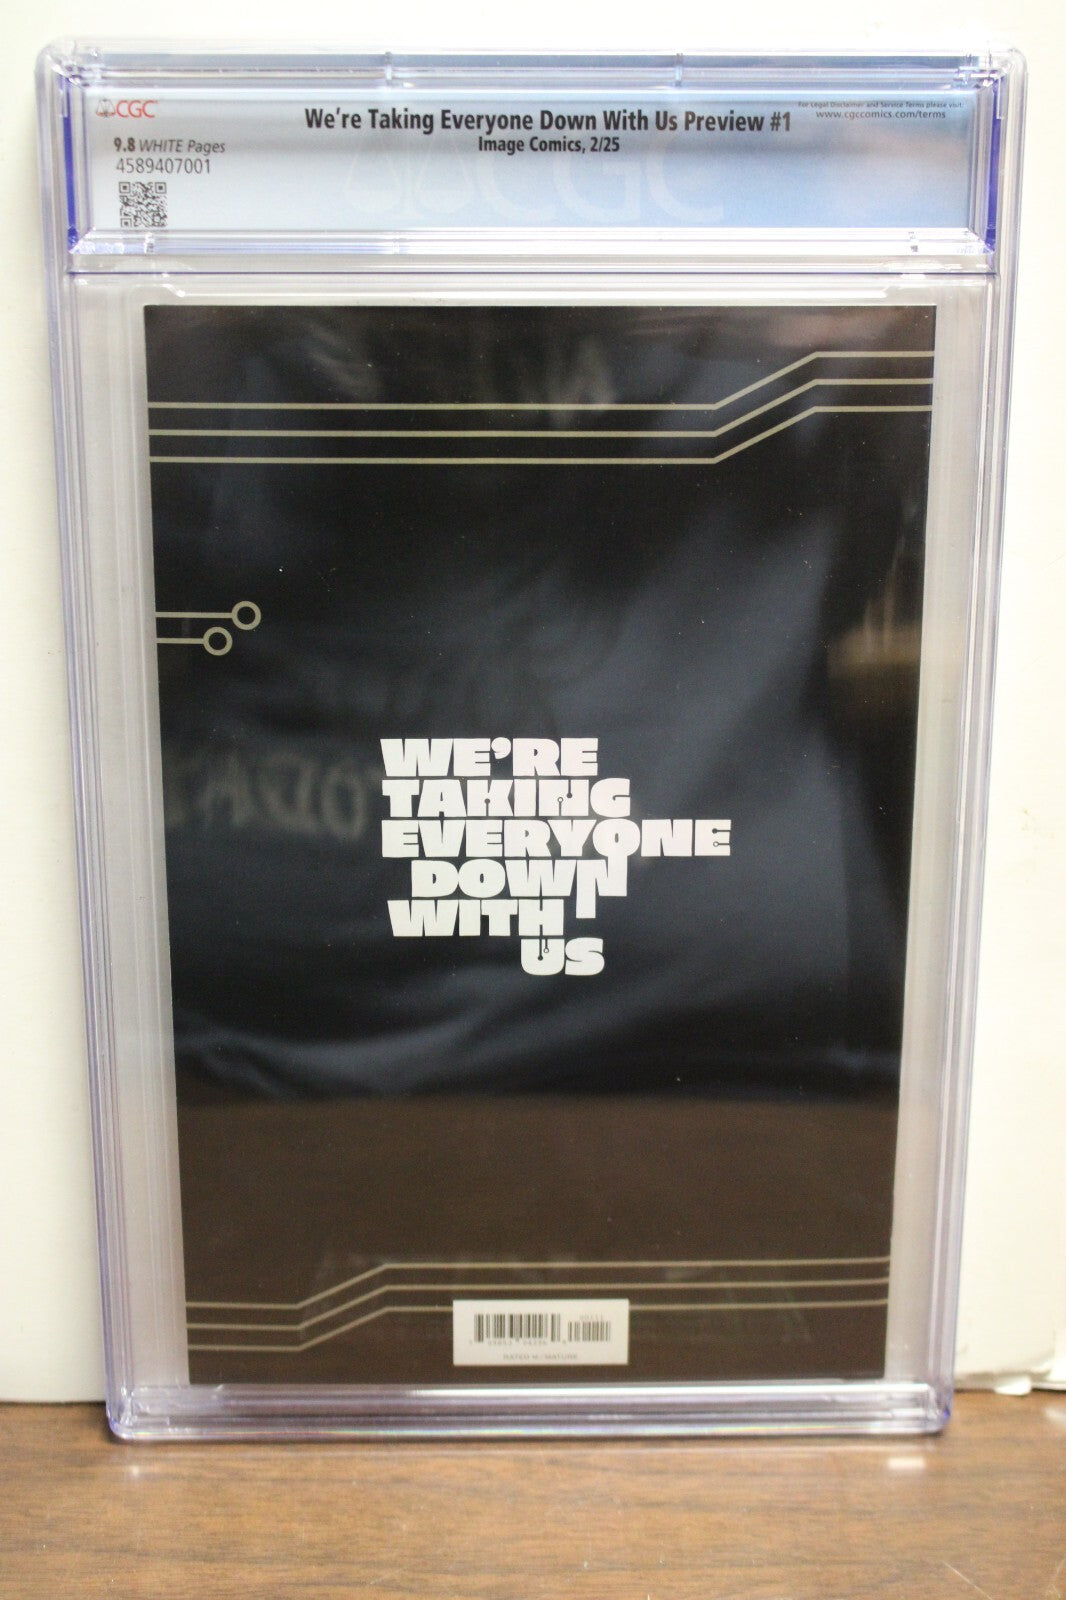 CGC
We're Taking Everyone Down With Us Preview #1
For Legal Disclaimer and Service Terms please visit:
www.cgccomics.com/terms
9.8 WHITE Pages
Image Comics, 2/25
4589407001
CGC
WE'RE
TAKING
EVERYONE
DOWN
WITH
US
RATED M / MATURE